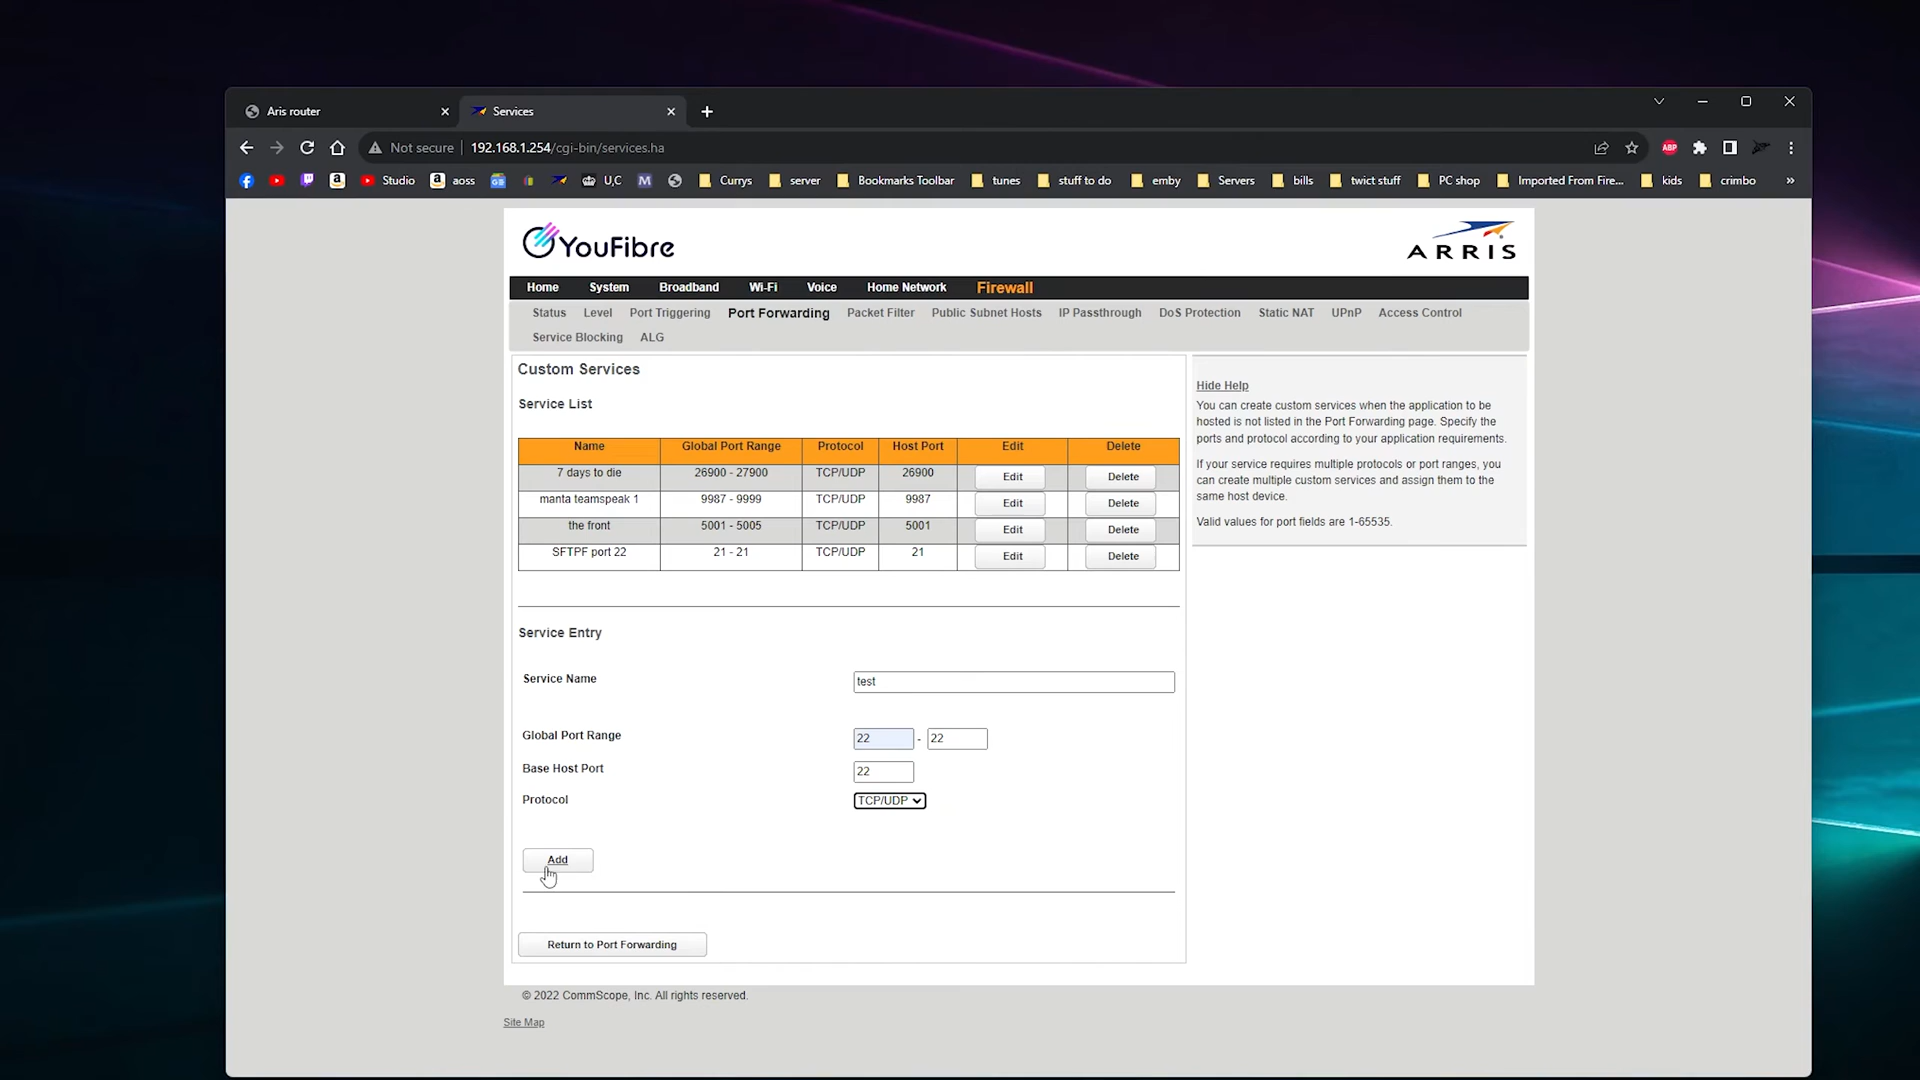 Aris router
Services
Not secure 192.168.1.254/cgi-bin/services.ha
ABP
Studio aoss GB U,C M Currys server Bookmarks Toolbar tunes stuff to do emby Servers bills twict stuff PC shop Imported From Fire... kids crimbo »
YouFibre
ARRIS
Home System Broadband Wi-Fi Voice Home Network Firewall
Status Level Port Triggering Port Forwarding Packet Filter Public Subnet Hosts IP Passthrough DoS Protection Static NAT UPnP Access Control
Service Blocking ALG
Custom Services
Service List
Name Global Port Range Protocol Host Port Edit Delete
7 days to die 26900 - 27900 TCP/UDP 26900 Edit Delete
manta teamspeak 1 9987 - 9999 TCP/UDP 9987 Edit Delete
the front 5001 - 5005 TCP/UDP 5001 Edit Delete
SFTPF port 22 21 - 21 TCP/UDP 21 Edit Delete
Service Entry
Service Name test
Global Port Range 22 - 22
Base Host Port 22
Protocol TCP/UDP
Add
Return to Port Forwarding
Hide Help
You can create custom services when the application to be
hosted is not listed in the Port Forwarding page. Specify the
ports and protocol according to your application requirements.
If your service requires multiple protocols or port ranges, you
can create multiple custom services and assign them to the
same host device.
Valid values for port fields are 1-65535.
© 2022 CommScope, Inc. All rights reserved.
Site Map